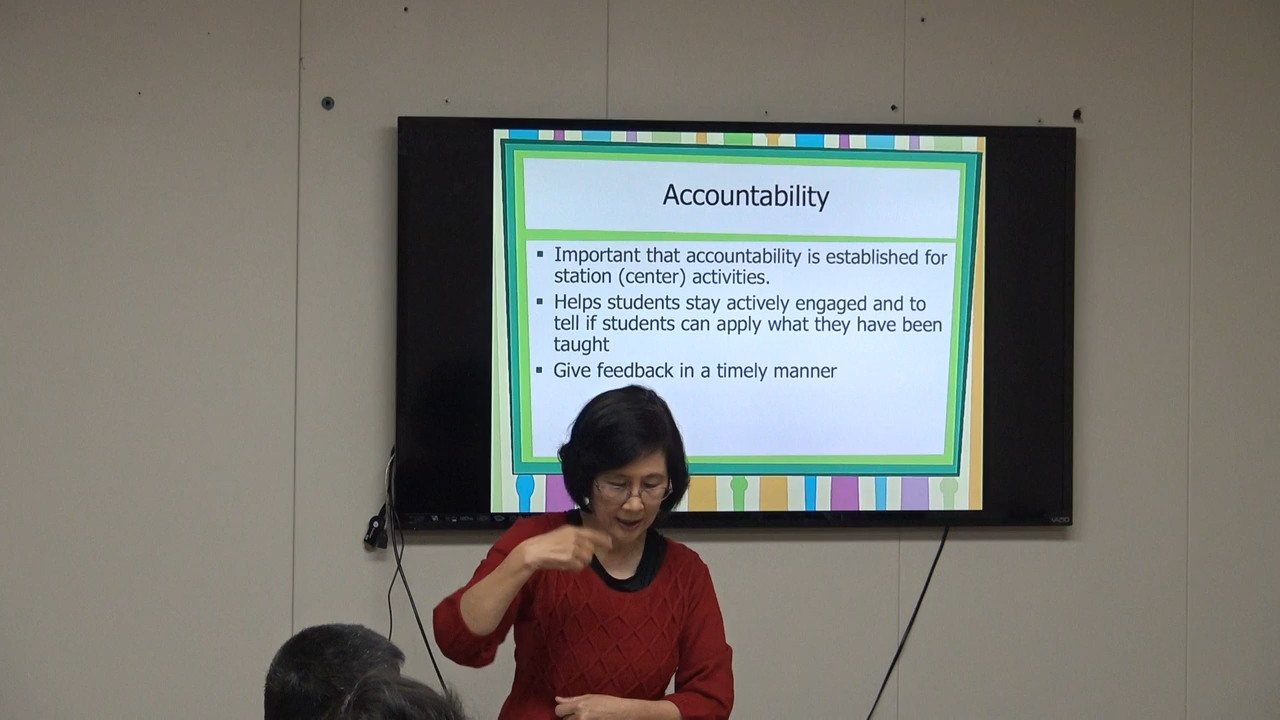 Accountability
▪ Important that accountability is established for
station (center) activities.
▪ Helps students stay actively engaged and to
tell if students can apply what they have been
taught
▪ Give feedback in a timely manner
VIZIO